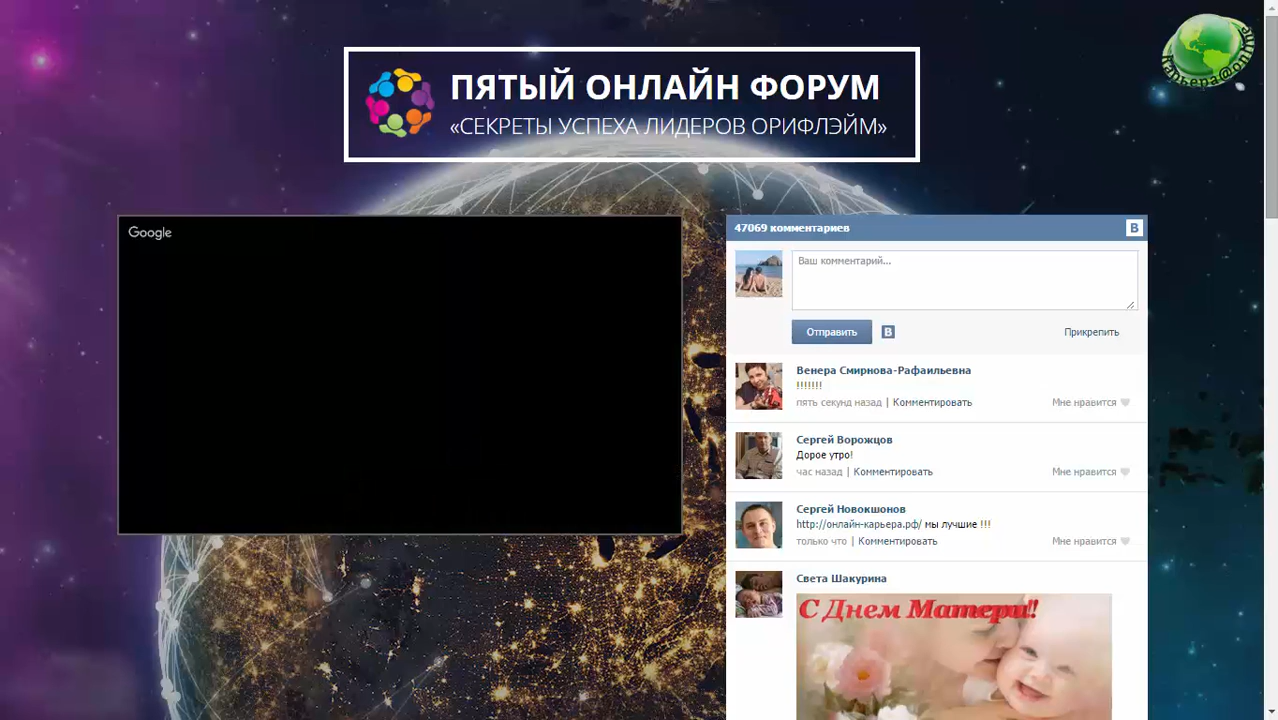 карьера@online
ПЯТЫЙ ОНЛАЙН ФОРУМ
«СЕКРЕТЫ УСПЕХА ЛИДЕРОВ ОРИФЛЭЙМ»
Google
47069 комментариев B
Ваш комментарий...
Отправить B Прикрепить
Венера Смирнова-Рафаильевна
!!!!!!!
пять секунд назад | Комментировать Мне нравится
Сергей Ворожцов
Дорое утро!
час назад | Комментировать Мне нравится
Сергей Новокшонов
http://онлайн-карьера.рф/ мы лучшие !!!
только что | Комментировать Мне нравится
Света Шакурина
С Днем Матери!